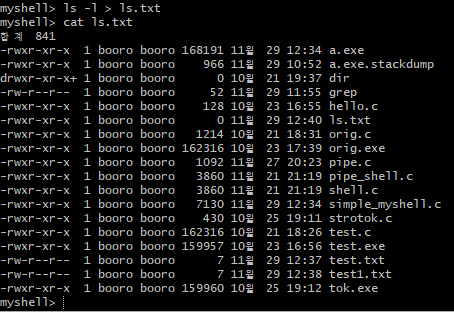 myshell> ls -l > ls.txt
myshell> cat ls.txt
합계 841
-rwxr-xr-x 1 booro booro 168191 11월 29 12:34 a.exe
-rwxr-xr-x 1 booro booro 966 11월 29 10:52 a.exe.stackdump
drwxr-xr-x+ 1 booro booro 0 10월 21 19:37 dir
-rw-r--r-- 1 booro booro 52 11월 29 11:55 grep
-rwxr-xr-x 1 booro booro 128 10월 23 16:55 hello.c
-rwxr-xr-x 1 booro booro 0 11월 29 12:40 ls.txt
-rwxr-xr-x 1 booro booro 1214 10월 21 18:31 orig.c
-rwxr-xr-x 1 booro booro 162316 10월 23 17:39 orig.exe
-rwxr-xr-x 1 booro booro 1092 11월 27 20:23 pipe.c
-rwxr-xr-x 1 booro booro 3860 11월 21 21:19 pipe_shell.c
-rwxr-xr-x 1 booro booro 3860 11월 21 21:19 shell.c
-rwxr-xr-x 1 booro booro 7130 11월 29 12:34 simple_myshell.c
-rwxr-xr-x 1 booro booro 430 10월 25 19:11 strotok.c
-rwxr-xr-x 1 booro booro 162316 10월 21 18:26 test.c
-rwxr-xr-x 1 booro booro 159957 10월 23 16:56 test.exe
-rw-r--r-- 1 booro booro 7 11월 29 12:37 test.txt
-rw-r--r-- 1 booro booro 7 11월 29 12:38 test1.txt
-rwxr-xr-x 1 booro booro 159960 10월 25 19:12 tok.exe
myshell>